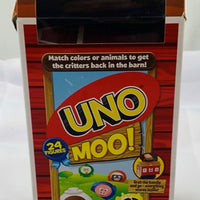 Match colors or animals to get
the critters back in the barn!
UNO
MOO!
24
FIGURES